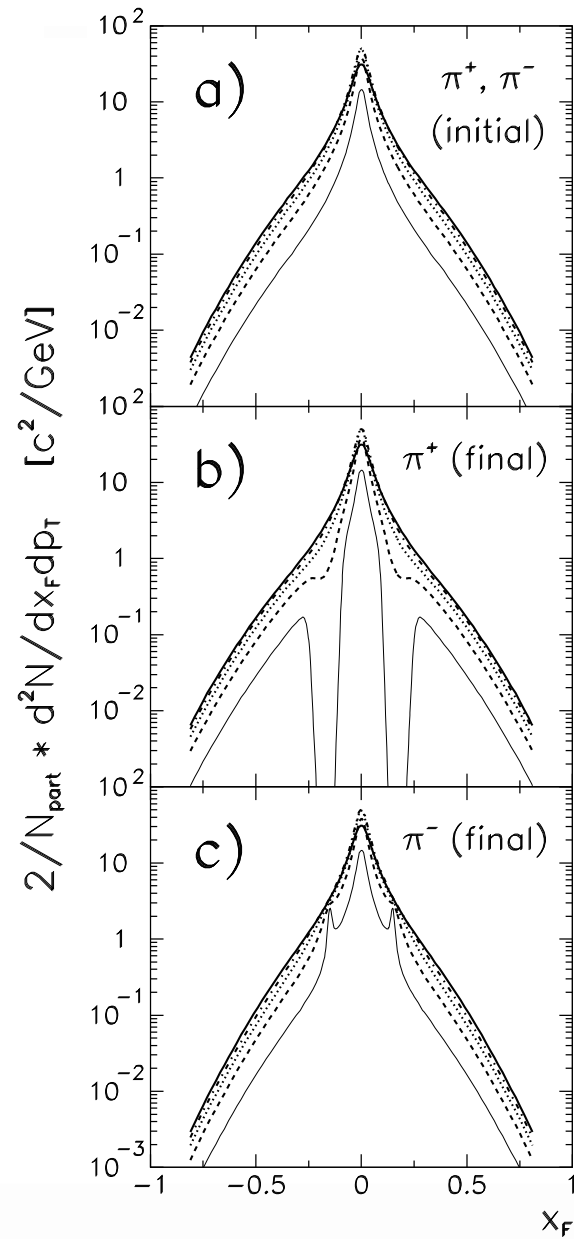 2/N_part * d²N/dx_F dp_T [c²/GeV]
a)
π⁺, π⁻
(initial)
10²
10
1
10⁻¹
10⁻²
b)
π⁺ (final)
10²
10
1
10⁻¹
10⁻²
c)
π⁻ (final)
10²
10
1
10⁻¹
10⁻²
10⁻³
-1
-0.5
0
0.5
1
x_F